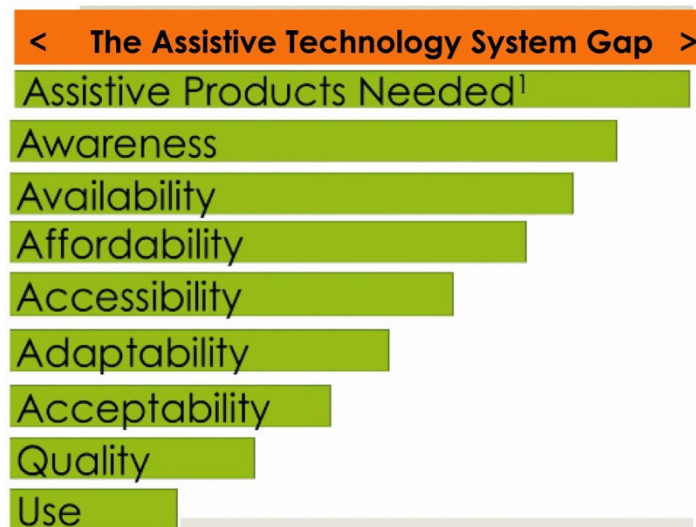 < The Assistive Technology System Gap >
Assistive Products Needed¹
Awareness
Availability
Affordability
Accessibility
Adaptability
Acceptability
Quality
Use